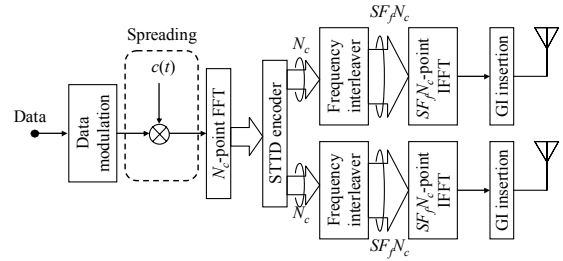 Spreading
c(t)
Data
Data modulation
N_c-point FFT
STTD encoder
N_c
Frequency interleaver
SF_fN_c
SF_fN_c-point IFFT
GI insertion
N_c
Frequency interleaver
SF_fN_c
SF_fN_c-point IFFT
GI insertion